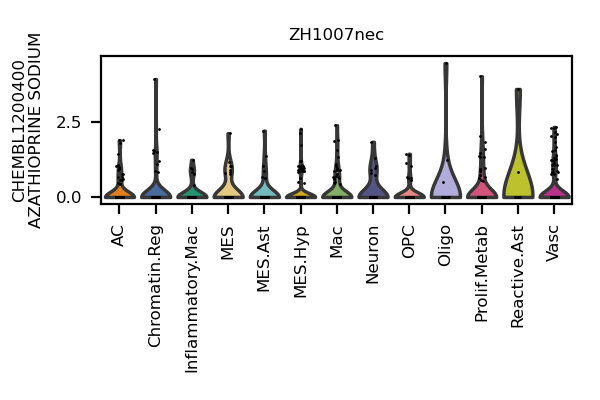 ZH1007nec
CHEMBL1200400
AZATHIOPRINE SODIUM
2.5
0.0
AC
Chromatin.Reg
Inflammatory.Mac
MES
MES.Ast
MES.Hyp
Mac
Neuron
OPC
Oligo
Prolif.Metab
Reactive.Ast
Vasc